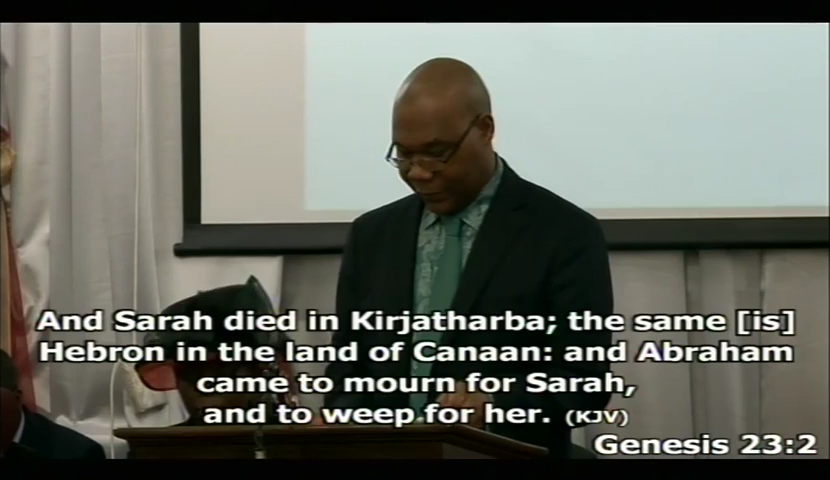 And Sarah died in Kirjatharba; the same [is]
Hebron in the land of Canaan: and Abraham
came to mourn for Sarah,
and to weep for her. (KJV)
Genesis 23:2